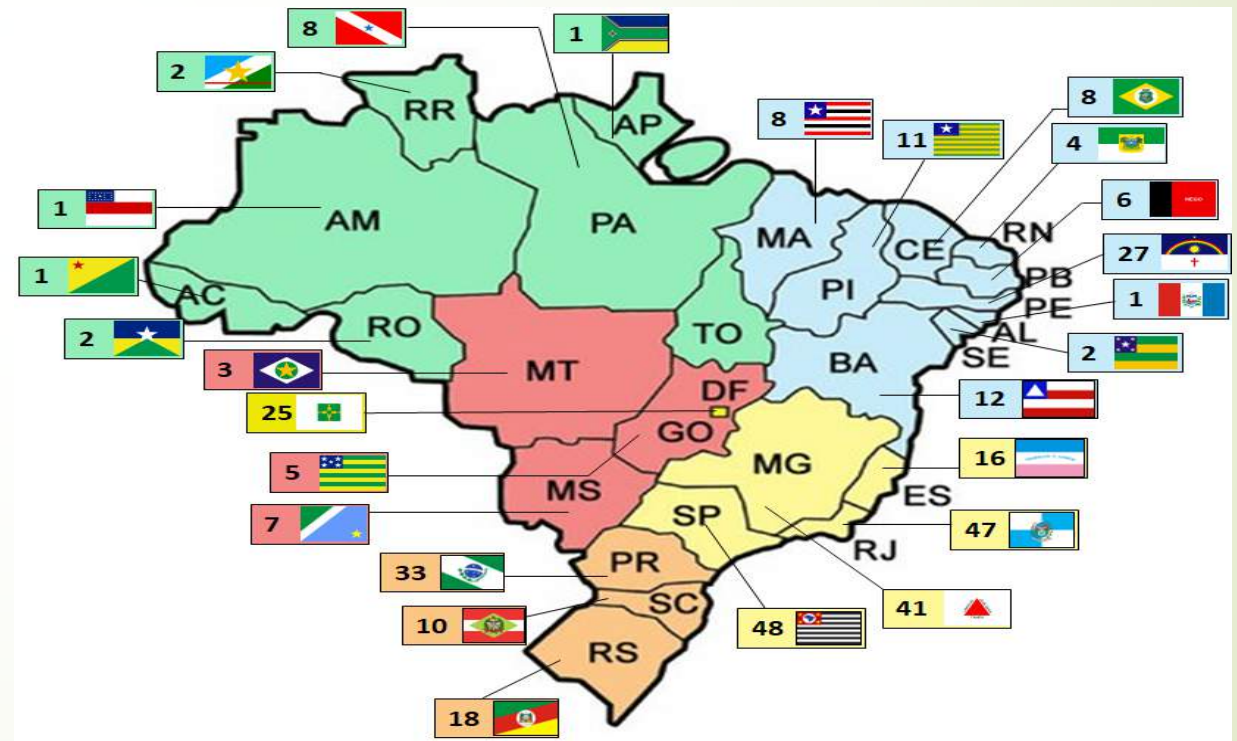 8
1
2
RR
AP
8
8
11
4
1
AM
PA
MA
CE
RN
6
PI
PB
27
1
AC
RO
TO
PE
1
AL
2
BA
SE
2
3
MT
DF
12
25
GO
MG
16
5
MS
ES
7
SP
47
RJ
33
PR
10
SC
48
41
RS
18
NEGO